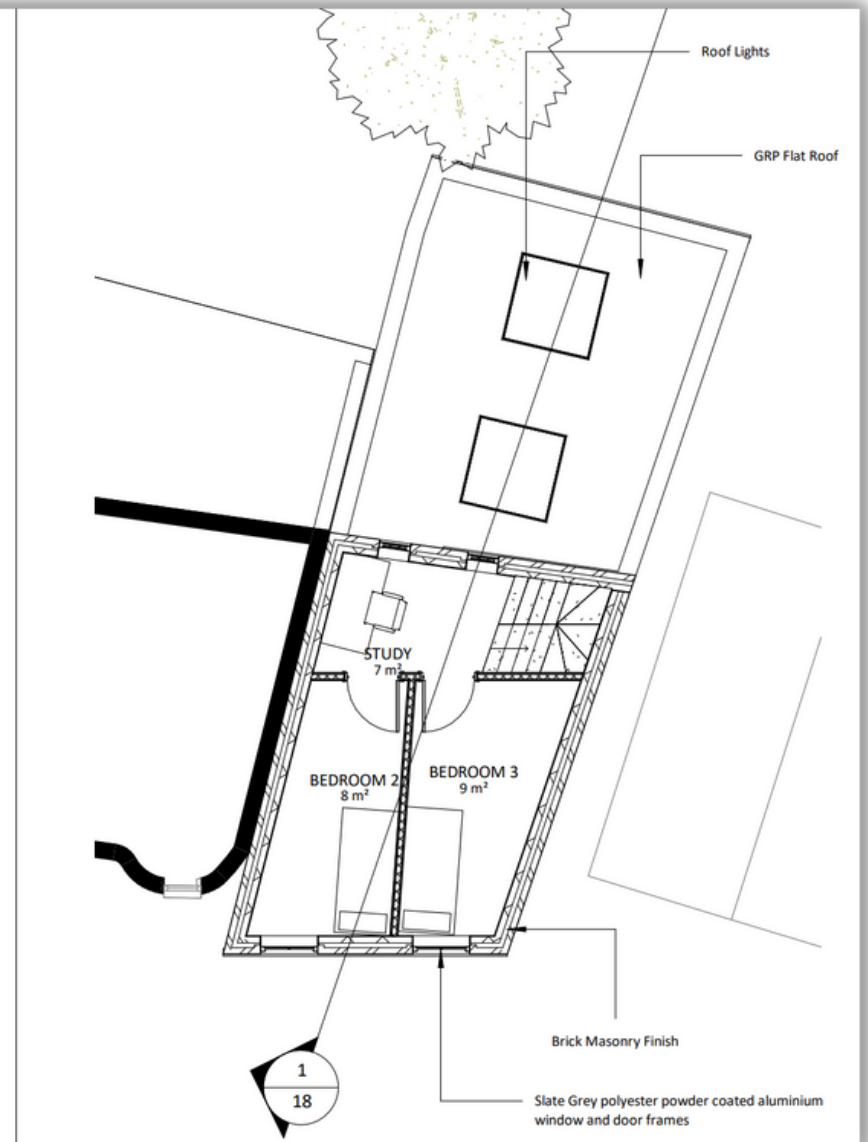 Roof Lights
GRP Flat Roof
STUDY
7 m²
BEDROOM 2
8 m²
BEDROOM 3
9 m²
Brick Masonry Finish
1
18
Slate Grey polyester powder coated aluminium
window and door frames